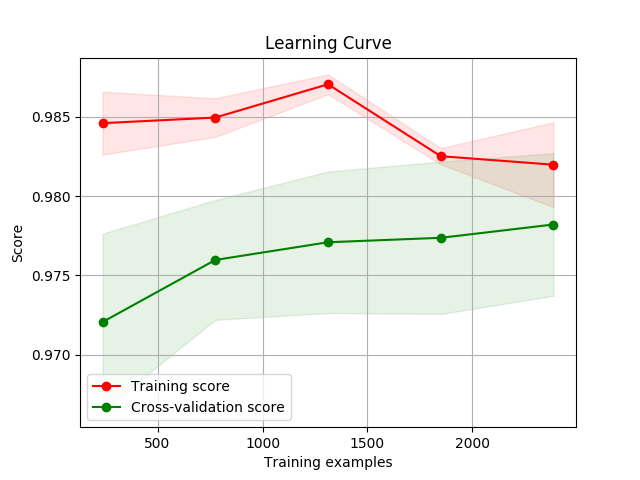 Learning Curve
0.985
0.980
0.975
0.970
Score
Training score
Cross-validation score
500
1000
1500
2000
Training examples